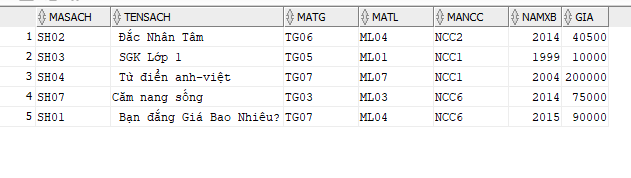 MASACH TENSACH MATG MATL MANCC NAMXB GIA
1 SH02 Đắc Nhân Tâm TG06 ML04 NCC2 2014 40500
2 SH03 SGK Lớp 1 TG05 ML01 NCC1 1999 10000
3 SH04 Từ điển anh-việt TG07 ML07 NCC1 2004 200000
4 SH07 Cẩm nang sống TG03 ML03 NCC6 2014 75000
5 SH01 Bạn đắng Giá Bao Nhiêu? TG07 ML04 NCC6 2015 90000